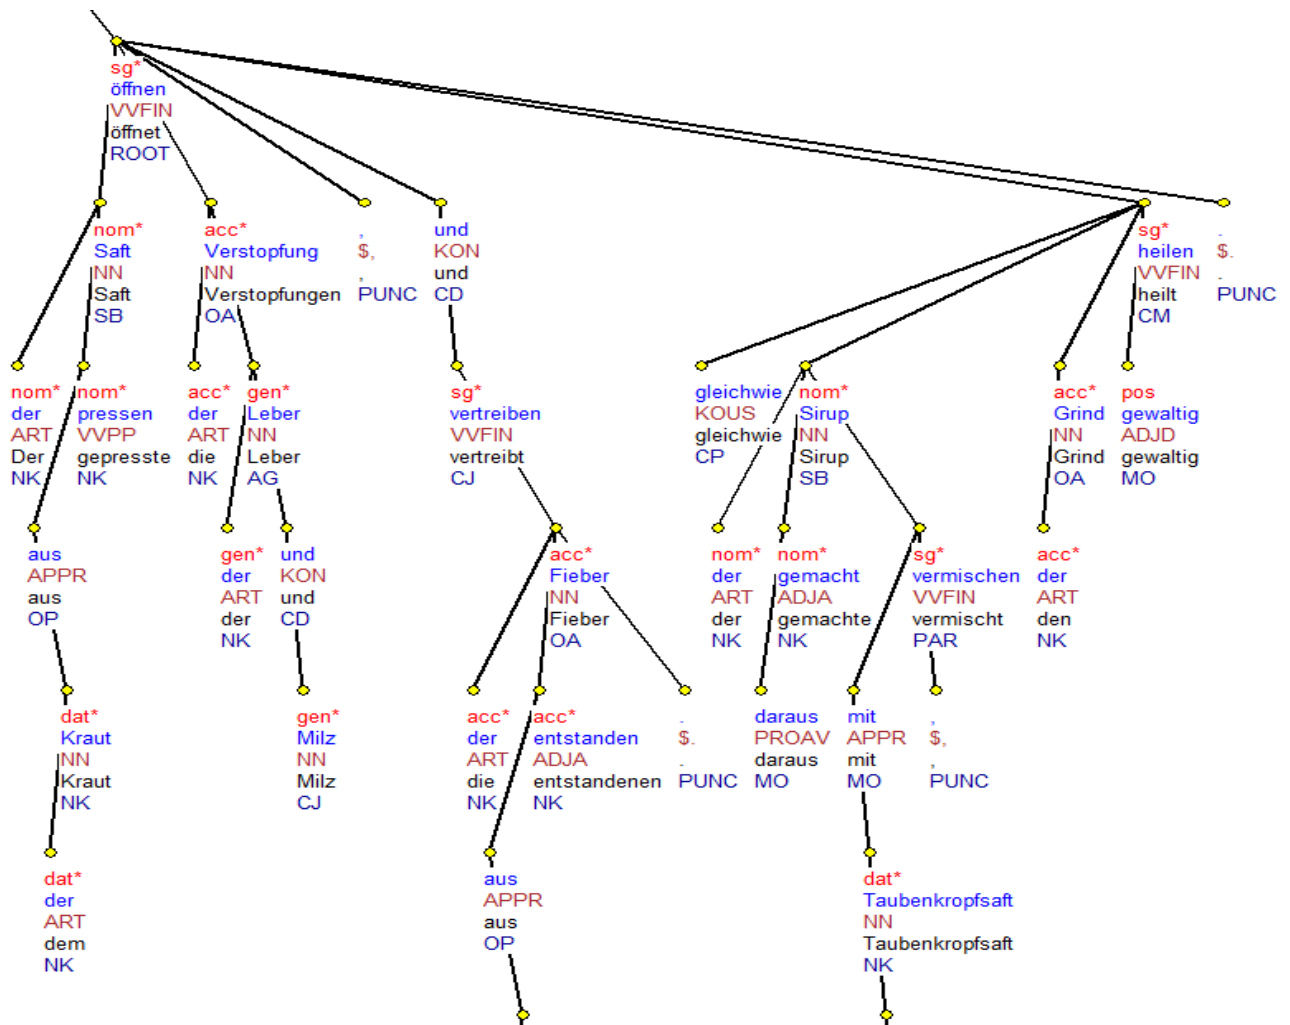 sg*
öffnen
VVFIN
öffnet
ROOT
nom*
Saft
NN
Saft
SB
acc*
Verstopfung
NN
Verstopfungen
OA
,
$,
,
PUNC
und
KON
und
CD
sg*
heilen
VVFIN
heilt
CM
.
$.
.
PUNC
nom*
der
ART
Der
NK
nom*
pressen
VVPP
gepresste
NK
acc*
der
ART
die
NK
gen*
Leber
NN
Leber
AG
sg*
vertreiben
VVFIN
vertreibt
CJ
gleichwie
KOUS
gleichwie
CP
nom*
Sirup
NN
Sirup
SB
acc*
Grind
NN
Grind
OA
pos
gewaltig
ADJD
gewaltig
MO
aus
APPR
aus
OP
gen*
der
ART
der
NK
und
KON
und
CD
acc*
Fieber
NN
Fieber
OA
nom*
der
ART
der
NK
nom*
gemacht
ADJA
gemachte
NK
sg*
vermischen
VVFIN
vermischt
PAR
acc*
der
ART
den
NK
dat*
Kraut
NN
Kraut
NK
gen*
Milz
NN
Milz
CJ
acc*
der
ART
die
NK
acc*
entstanden
ADJA
entstandenen
NK
.
$.
.
PUNC
daraus
PROAV
daraus
MO
mit
APPR
mit
MO
,
$,
,
PUNC
dat*
der
ART
dem
NK
aus
APPR
aus
OP
dat*
Taubenkropfsaft
NN
Taubenkropfsaft
NK